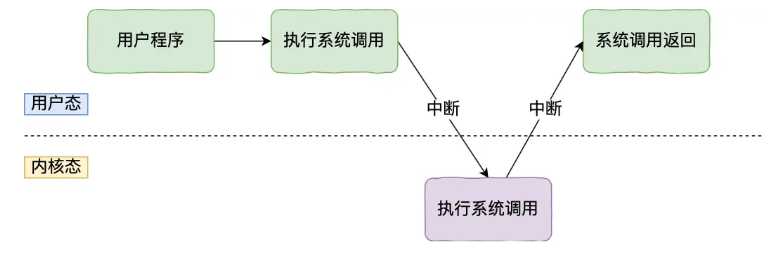 用户程序
执行系统调用
系统调用返回
用户态
中断
中断
内核态
执行系统调用